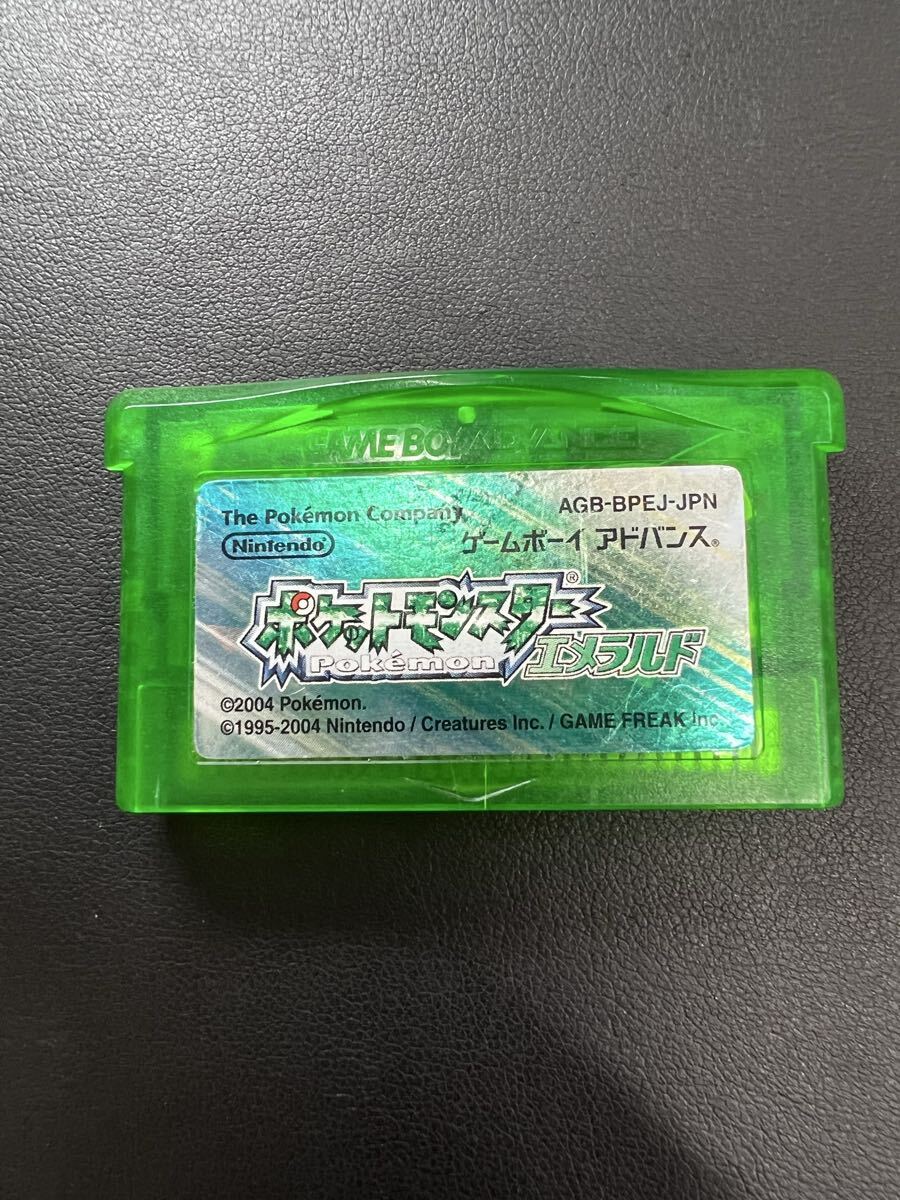 GAME BOY ADVANCE
The Pokémon Company
AGB-BPEJ-JPN
Nintendo
ゲームボーイ アドバンス®
ポケットモンスター®
Pokémon
エメラルド
©2004 Pokémon.
©1995-2004 Nintendo / Creatures Inc. / GAME FREAK inc.